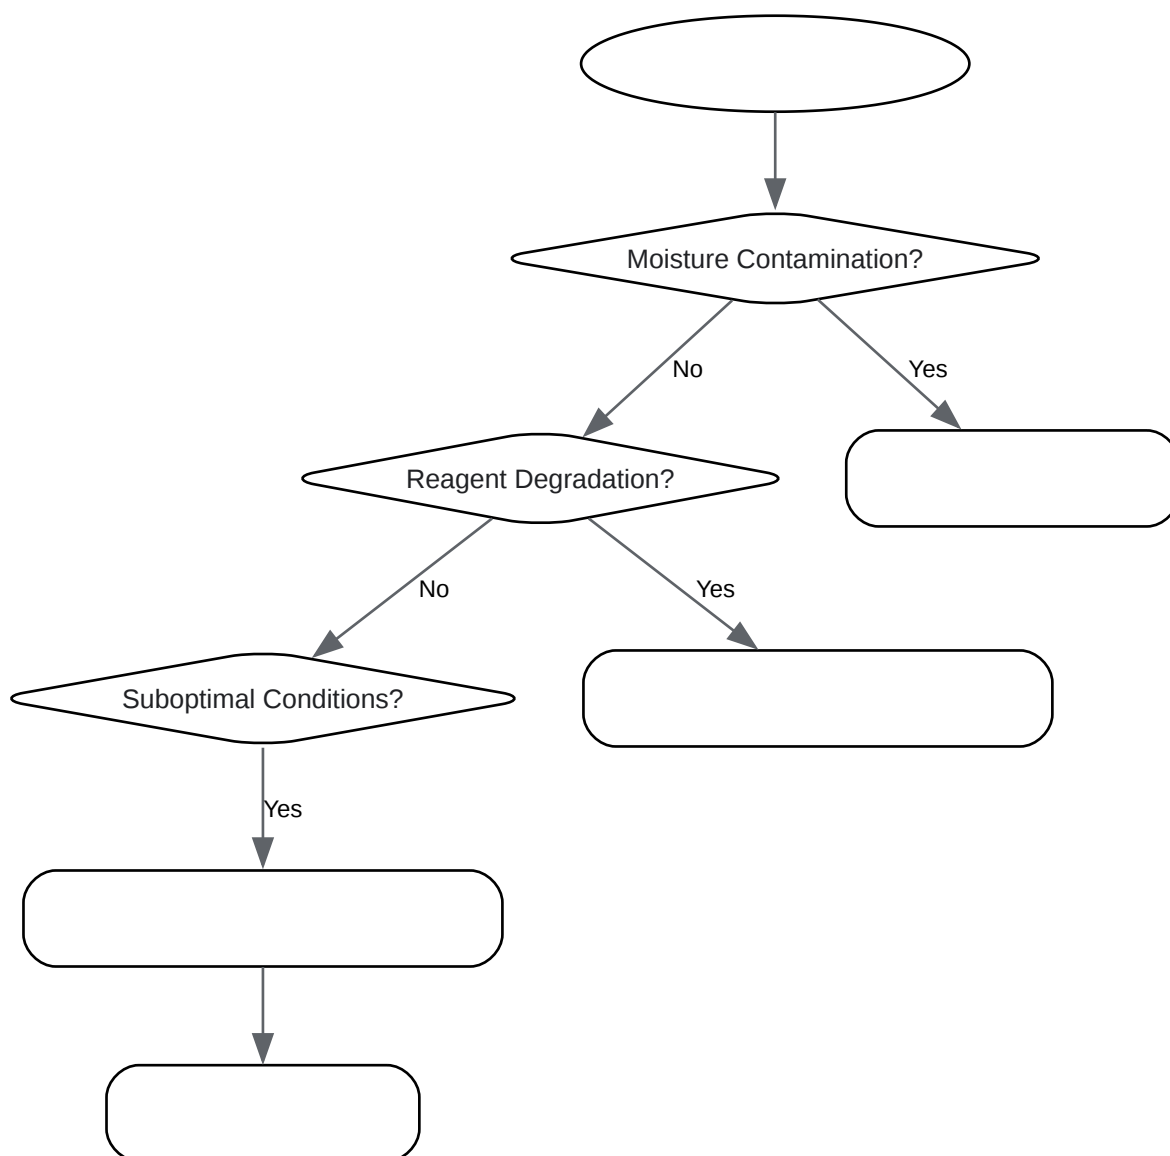 Moisture Contamination?
No
Yes
Reagent Degradation?
No
Yes
Suboptimal Conditions?
Yes